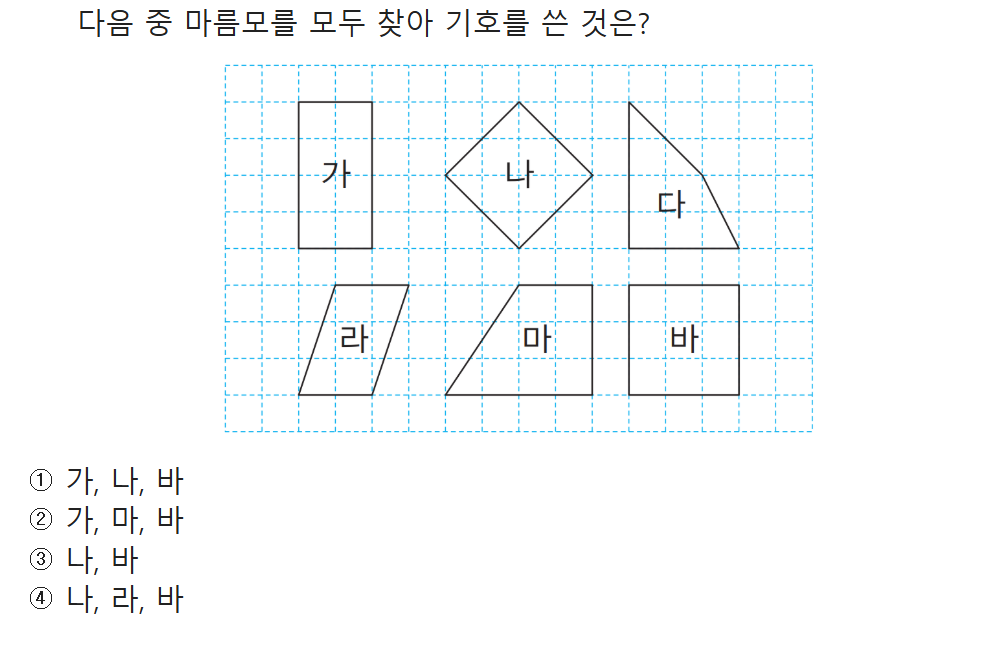 다음 중 마름모를 모두 찾아 기호를 쓴 것은?
가
나
다
라
마
바
① 가, 나, 바
② 가, 마, 바
③ 나, 바
④ 나, 라, 바